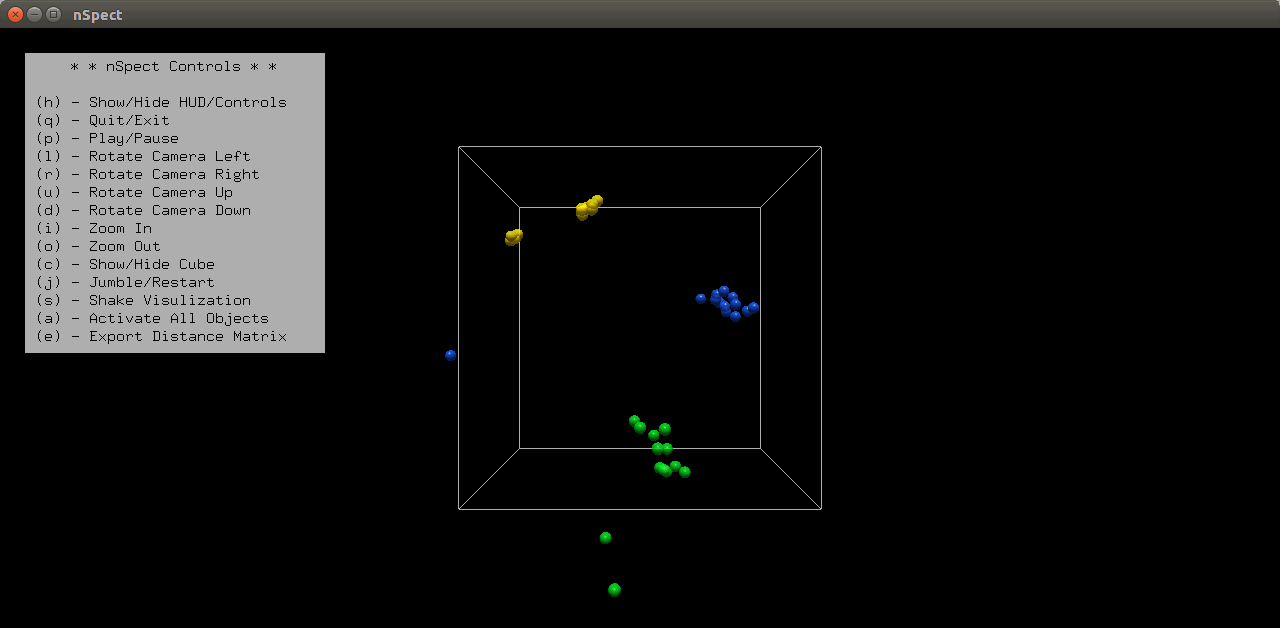 nSpect
* * nSpect Controls * *
(h) - Show/Hide HUD/Controls
(q) - Quit/Exit
(p) - Play/Pause
(l) - Rotate Camera Left
(r) - Rotate Camera Right
(u) - Rotate Camera Up
(d) - Rotate Camera Down
(i) - Zoom In
(o) - Zoom Out
(c) - Show/Hide Cube
(j) - Jumble/Restart
(s) - Shake Visulization
(a) - Activate All Objects
(e) - Export Distance Matrix